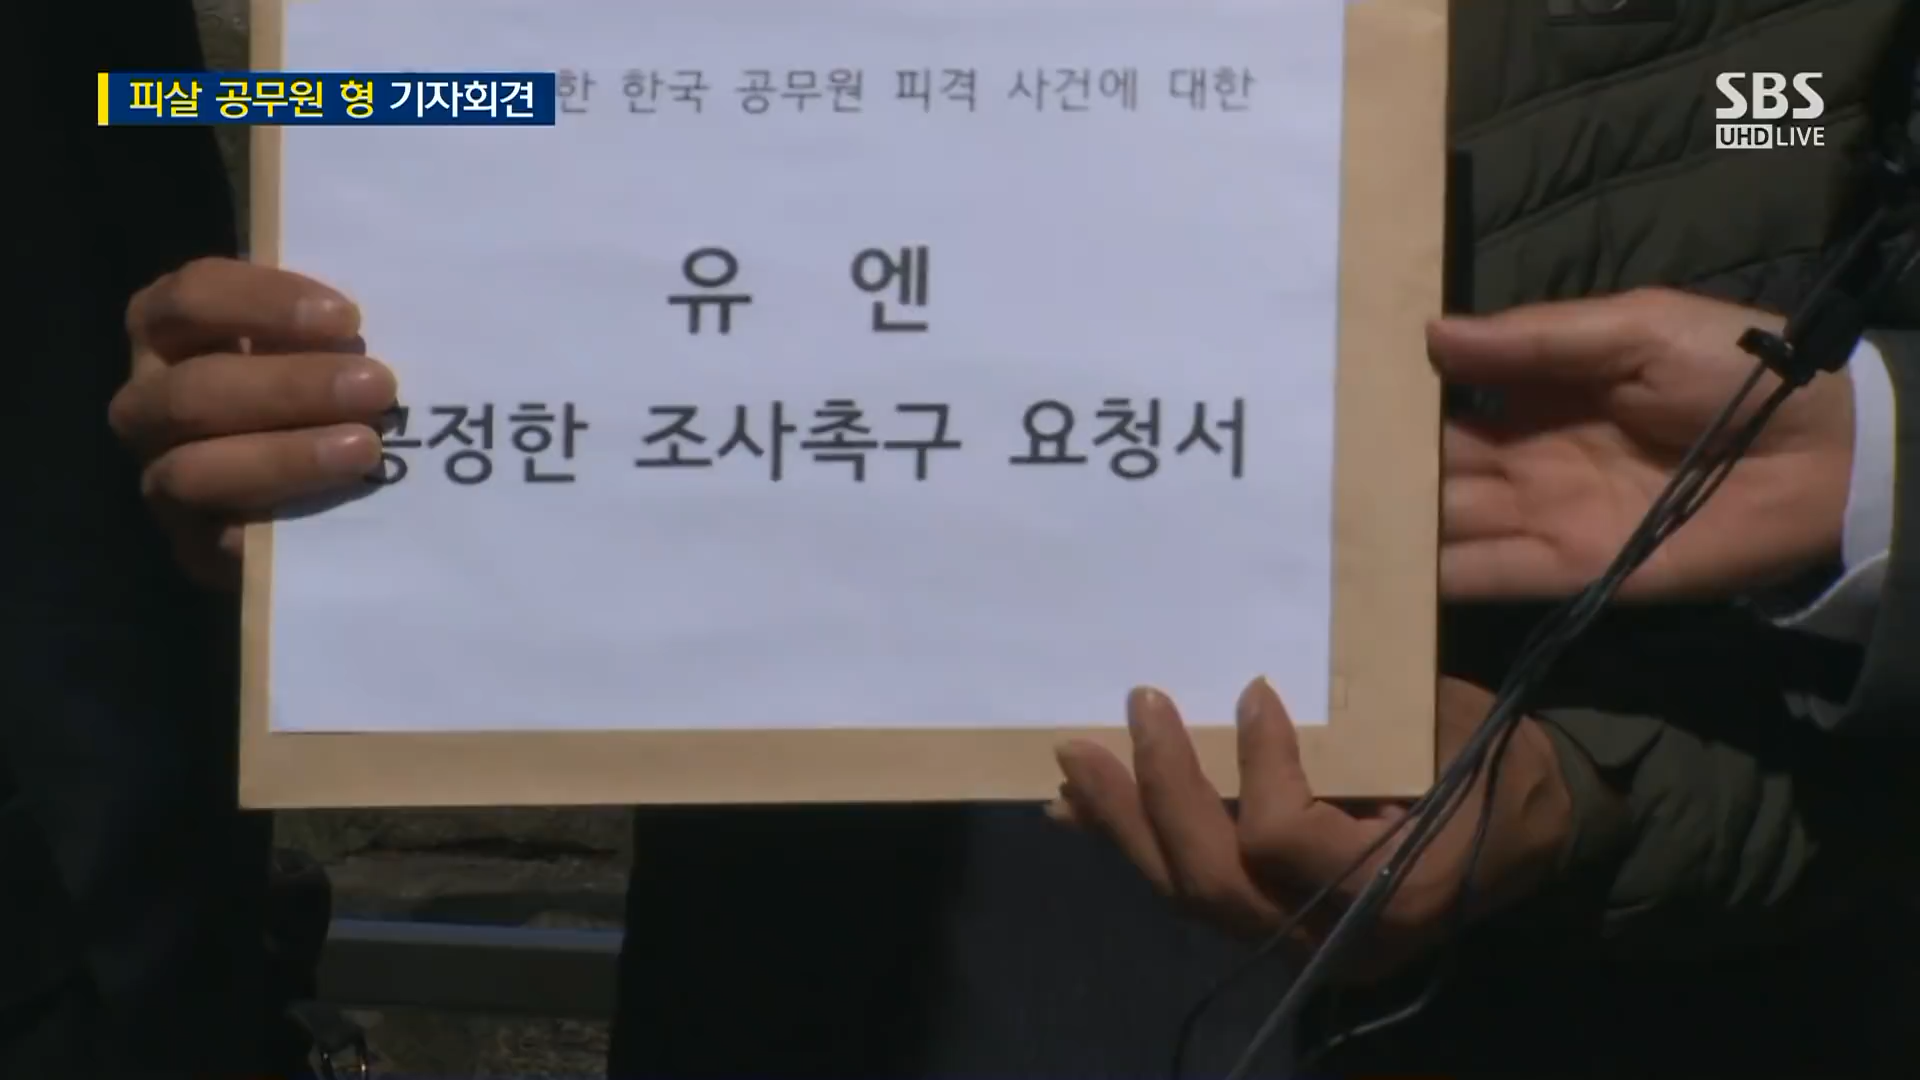 피살 공무원 형 기자회견
한 한국 공무원 피격 사건에 대한
SBS
UHD LIVE
유 엔
공정한 조사촉구 요청서